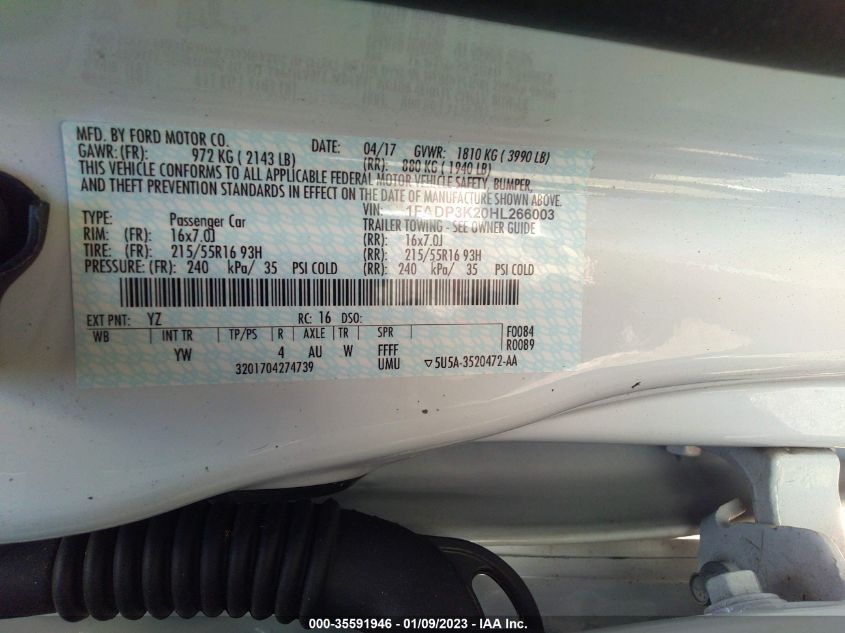 MFD. BY FORD MOTOR CO.
DATE: 04/17 GVWR: 1810 KG ( 3990 LB)
GAWR: (FR): 972 KG ( 2143 LB) (RR): 880 KG ( 1940 LB)
THIS VEHICLE CONFORMS TO ALL APPLICABLE FEDERAL MOTOR VEHICLE SAFETY, BUMPER,
AND THEFT PREVENTION STANDARDS IN EFFECT ON THE DATE OF MANUFACTURE SHOWN ABOVE.
VIN: 1FADP3K20HL266003
TYPE: Passenger Car TRAILER TOWING - SEE OWNER GUIDE
RIM: (FR): 16x7.0J (RR): 16x7.0J
TIRE: (FR): 215/55R16 93H (RR): 215/55R16 93H
PRESSURE: (FR): 240 kPa/ 35 PSI COLD (RR): 240 kPa/ 35 PSI COLD
EXT PNT: YZ RC: 16 DSO:
WB INT TR TP/PS R AXLE TR SPR F0084
R0089
YW 4 AU W FFFF
UMU
3201704274739 ▽5U5A-3520472-AA
000-35591946 / 01/09/2023 - IAA Inc.